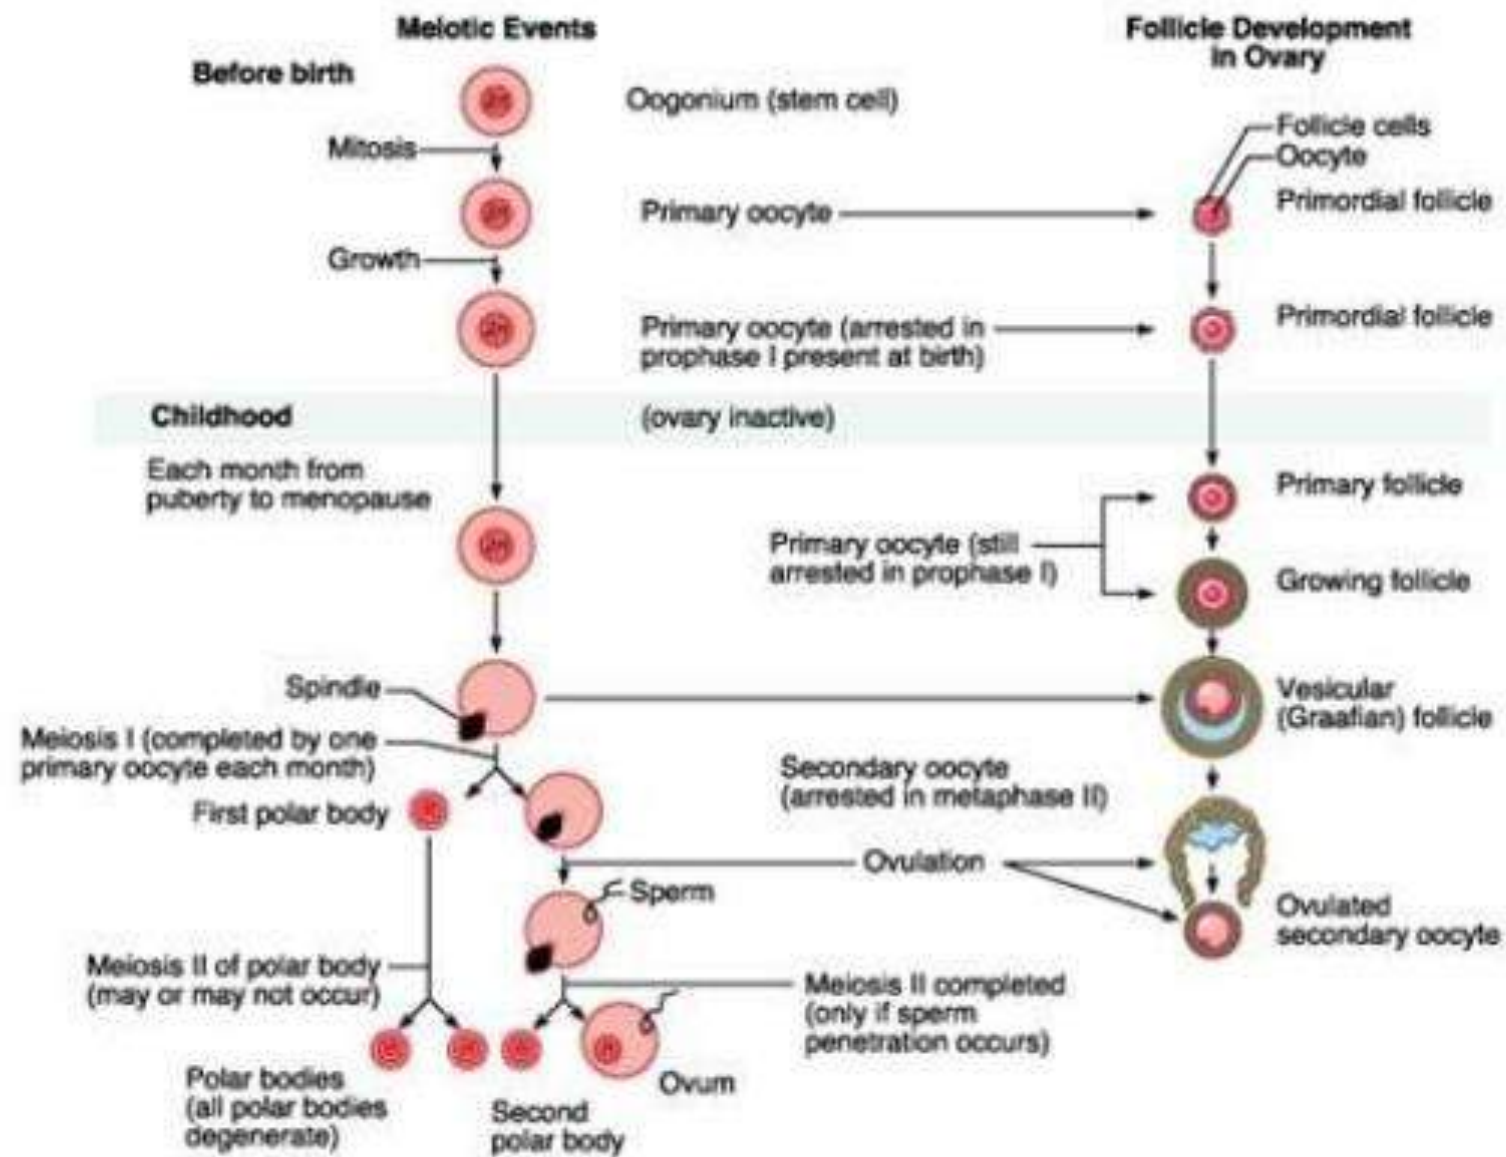 Meiotic Events
Follicle Development
in Ovary
Before birth
Oogonium (stem cell)
Follicle cells
Oocyte
Mitosis
Primary oocyte
Primordial follicle
Growth
Primary oocyte (arrested in
prophase I present at birth)
Primordial follicle
Childhood
(ovary inactive)
Each month from
puberty to menopause
Primary follicle
Primary oocyte (still
arrested in prophase I)
Growing follicle
Spindle
Vesicular
(Graafian) follicle
Meiosis I (completed by one
primary oocyte each month)
Secondary oocyte
(arrested in metaphase II)
First polar body
Ovulation
Sperm
Ovulated
secondary oocyte
Meiosis II of polar body
(may or may not occur)
Meiosis II completed
(only if sperm
penetration occurs)
Polar bodies
(all polar bodies
degenerate)
Ovum
Second
polar body